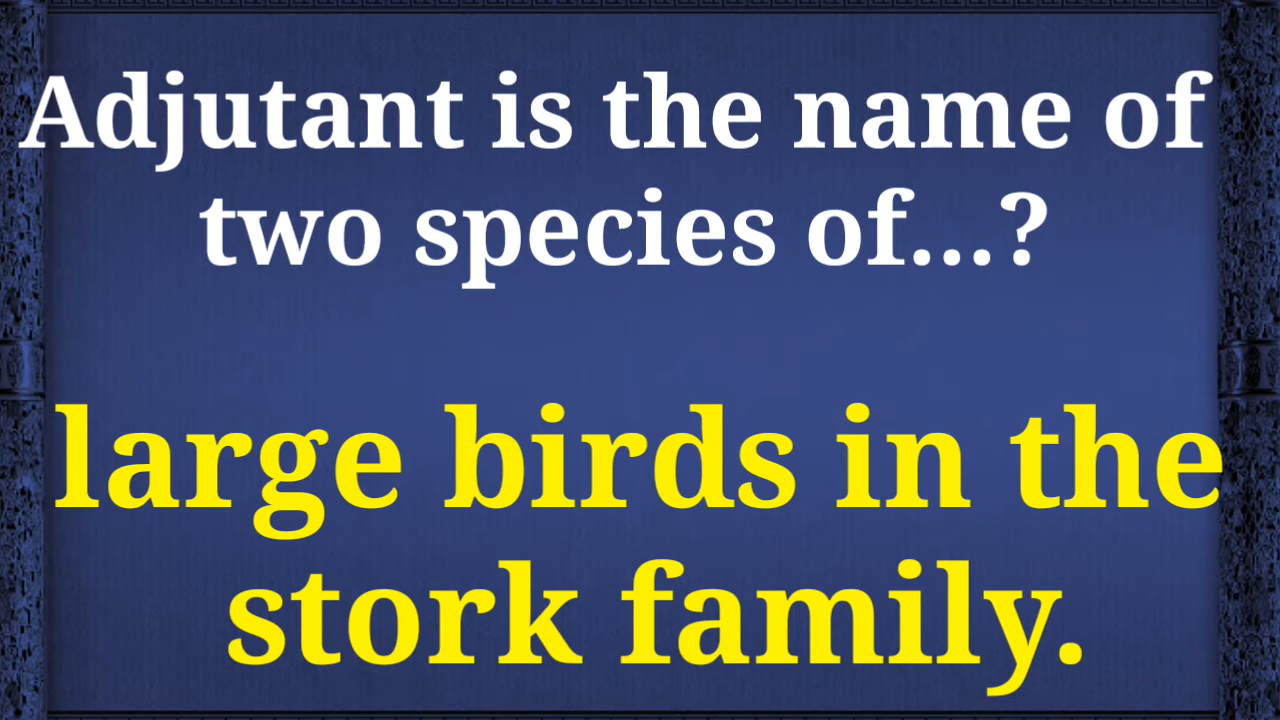 Adjutant is the name of
two species of...?
large birds in the
stork family.